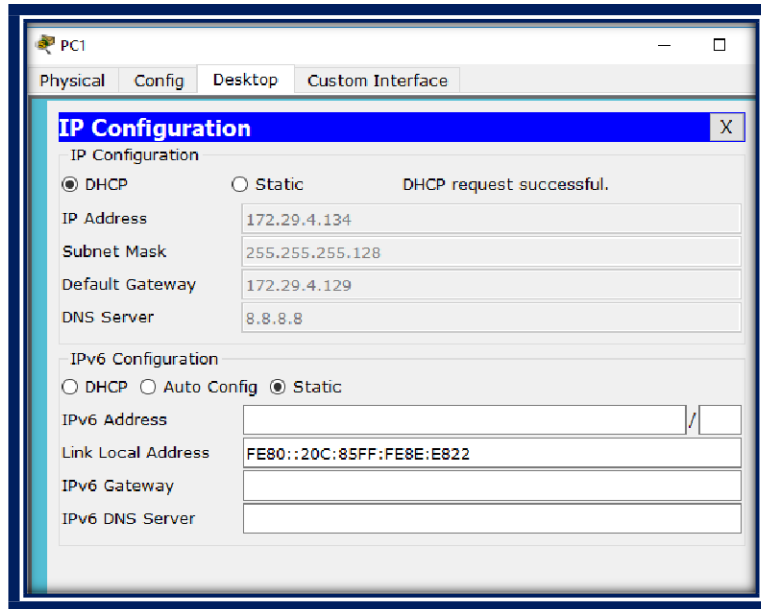 PC1
Physical Config Desktop Custom Interface
IP Configuration X
IP Configuration
DHCP Static DHCP request successful.
IP Address 172.29.4.134
Subnet Mask 255.255.255.128
Default Gateway 172.29.4.129
DNS Server 8.8.8.8
IPv6 Configuration
DHCP Auto Config Static
IPv6 Address /
Link Local Address FE80::20C:85FF:FE8E:E822
IPv6 Gateway
IPv6 DNS Server